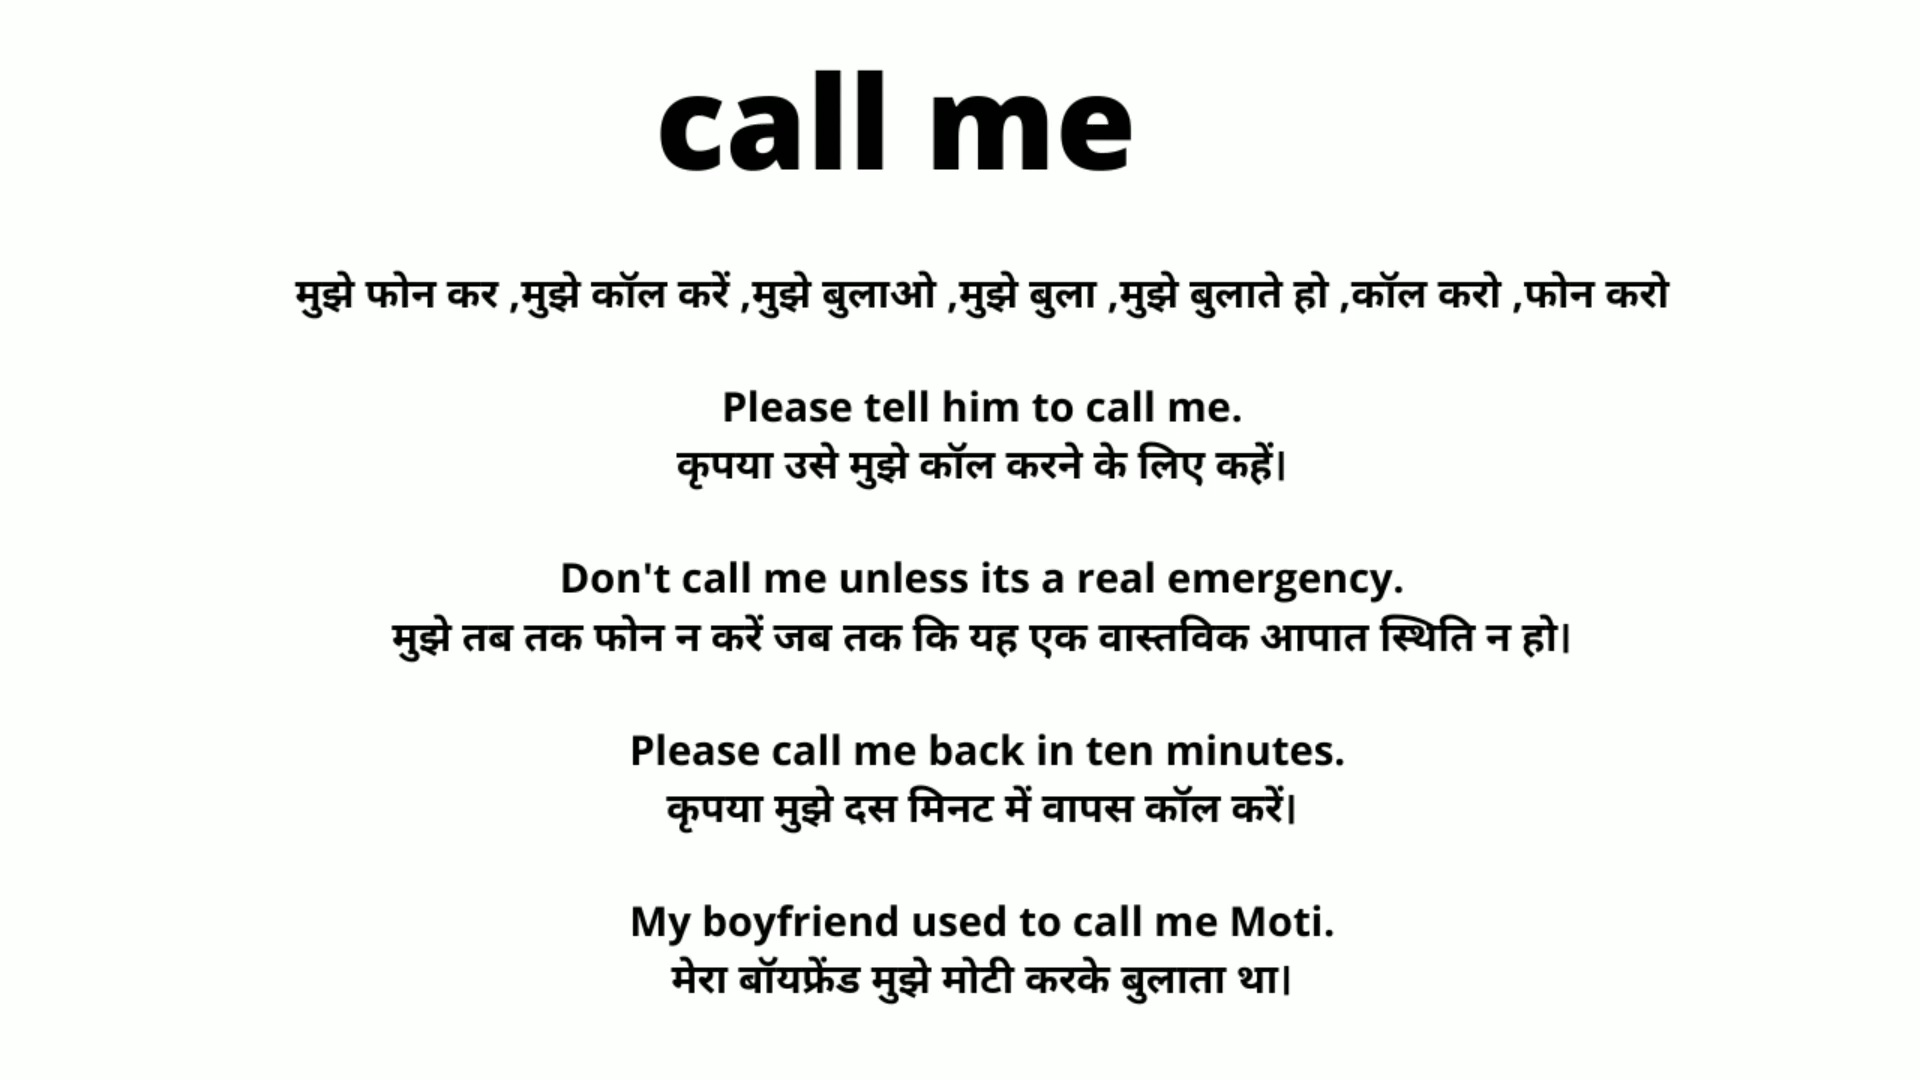 call me
मुझे फोन कर ,मुझे कॉल करें ,मुझे बुलाओ ,मुझे बुला ,मुझे बुलाते हो ,कॉल करो ,फोन करो
Please tell him to call me.
कृपया उसे मुझे कॉल करने के लिए कहें।
Don't call me unless its a real emergency.
मुझे तब तक फोन न करें जब तक कि यह एक वास्तविक आपात स्थिति न हो।
Please call me back in ten minutes.
कृपया मुझे दस मिनट में वापस कॉल करें।
My boyfriend used to call me Moti.
मेरा बॉयफ्रेंड मुझे मोटी करके बुलाता था।